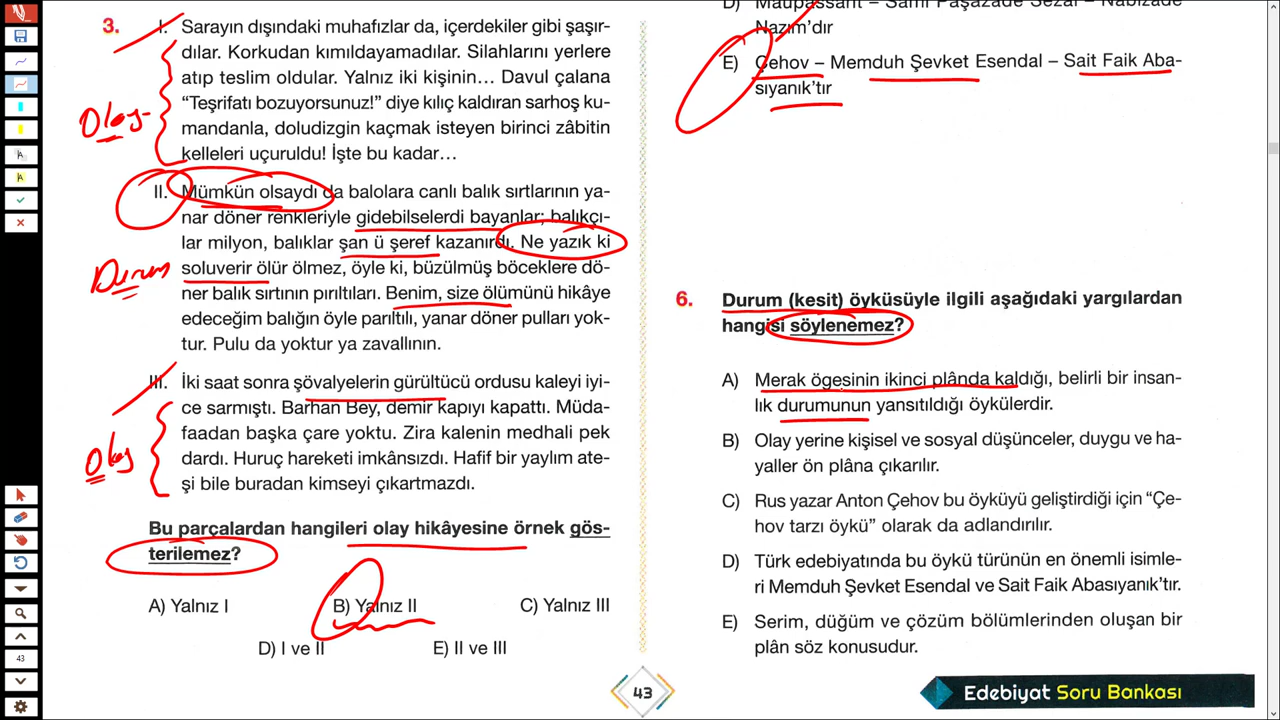 3.
I. Sarayın dışındaki muhafızlar da, içerdekiler gibi şaşır-
dılar. Korkudan kımıldayamadılar. Silahlarını yerlere
atıp teslim oldular. Yalnız iki kişinin... Davul çalana
“Teşrifatı bozuyorsunuz!” diye kılıç kaldıran sarhoş ku-
mandanla, doludizgin kaçmak isteyen birinci zâbitin
kelleleri uçuruldu! İşte bu kadar...
Olay
II. Mümkün olsaydı da balolara canlı balık sırtlarının ya-
nar döner renkleriyle gidebilselerdi bayanlar; balıkçı-
lar milyon, balıklar şan ü şeref kazanırdı. Ne yazık ki
soluverir ölür ölmez, öyle ki, büzülmüş böceklere dö-
ner balık sırtının pırıltıları. Benim, size ölümünü hikâye
edeceğim balığın öyle parıltılı, yanar döner pulları yok-
tur. Pulu da yoktur ya zavallının.
Durum
III. İki saat sonra şövalyelerin gürültücü ordusu kaleyi iyi-
ce sarmıştı. Barhan Bey, demir kapıyı kapattı. Müda-
faadan başka çare yoktu. Zira kalenin medhali pek
dardı. Huruç hareketi imkânsızdı. Hafif bir yaylım ate-
şi bile buradan kimseyi çıkartmazdı.
Olay
Bu parçalardan hangileri olay hikâyesine örnek gös-
terilemez?
A) Yalnız I B) Yalnız II C) Yalnız III
D) I ve II E) II ve III
D) Maupassant – Sami Paşazade Sezai – Nabizade
Nazım’dır
E) Çehov – Memduh Şevket Esendal – Sait Faik Aba-
sıyanık’tır
6. Durum (kesit) öyküsüyle ilgili aşağıdaki yargılardan
hangisi söylenemez?
A) Merak ögesinin ikinci plânda kaldığı, belirli bir insan-
lık durumunun yansıtıldığı öykülerdir.
B) Olay yerine kişisel ve sosyal düşünceler, duygu ve ha-
yaller ön plâna çıkarılır.
C) Rus yazar Anton Çehov bu öyküyü geliştirdiği için “Çe-
hov tarzı öykü” olarak da adlandırılır.
D) Türk edebiyatında bu öykü türünün en önemli isimle-
ri Memduh Şevket Esendal ve Sait Faik Abasıyanık’tır.
E) Serim, düğüm ve çözüm bölümlerinden oluşan bir
plân söz konusudur.
43
43
Edebiyat Soru Bankası